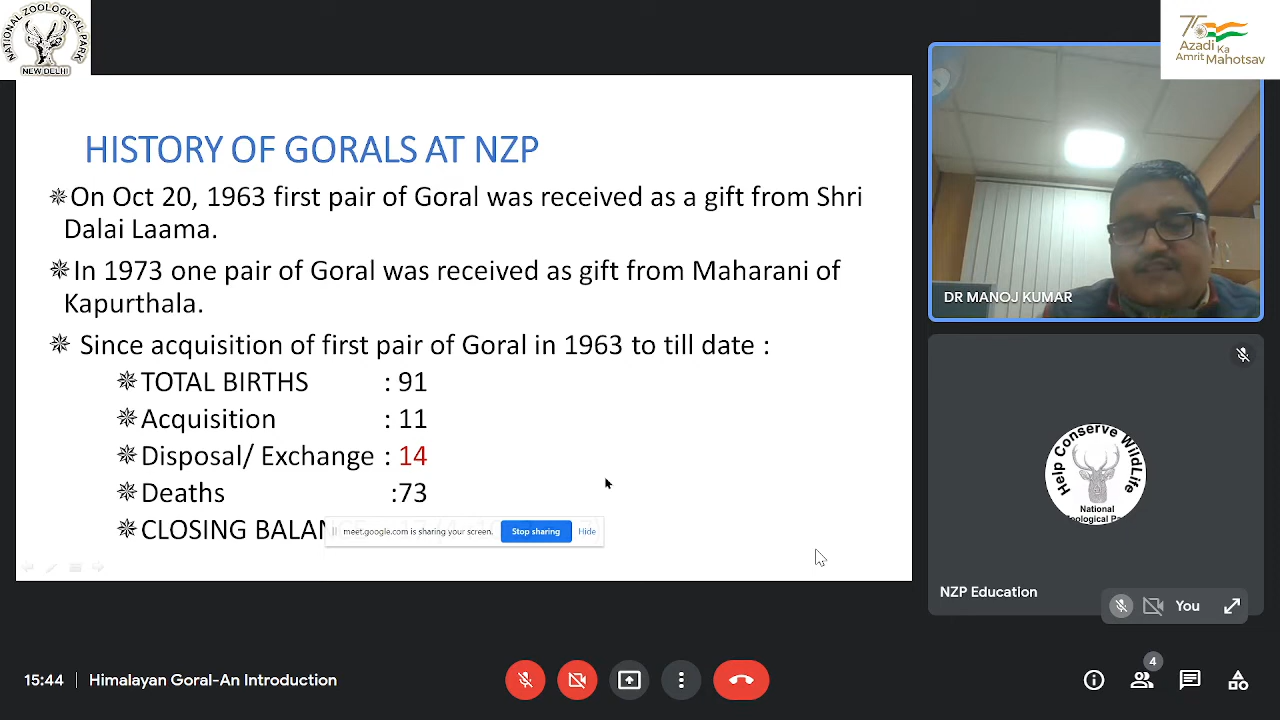 NATIONAL ZOOLOGICAL PARK
NEW DELHI
75
Azadi Ka
Amrit Mahotsav
HISTORY OF GORALS AT NZP
On Oct 20, 1963 first pair of Goral was received as a gift from Shri
Dalai Laama.
In 1973 one pair of Goral was received as gift from Maharani of
Kapurthala.
Since acquisition of first pair of Goral in 1963 to till date :
TOTAL BIRTHS : 91
Acquisition : 11
Disposal/ Exchange : 14
Deaths :73
CLOSING
meet.google.com is sharing your screen. Stop sharing Hide
DR MANOJ KUMAR
Help Conserve WildLife
National
Zoological
NZP Education
You
15:44 | Himalayan Goral-An Introduction
4